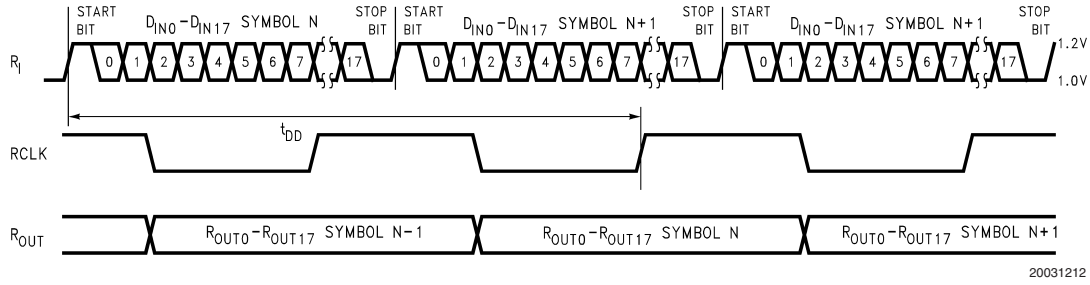 START BIT D_IN0-D_IN17 SYMBOL N STOP BIT START BIT D_IN0-D_IN17 SYMBOL N+1 STOP BIT START BIT D_IN0-D_IN17 SYMBOL N+1 STOP BIT
R_I 0 1 2 3 4 5 6 7 17 0 1 2 3 4 5 6 7 17 0 1 2 3 4 5 6 7 17 1.2V
1.0V
t_DD
RCLK
R_OUT R_OUT0-R_OUT17 SYMBOL N-1 R_OUT0-R_OUT17 SYMBOL N R_OUT0-R_OUT17 SYMBOL N+1
20031212